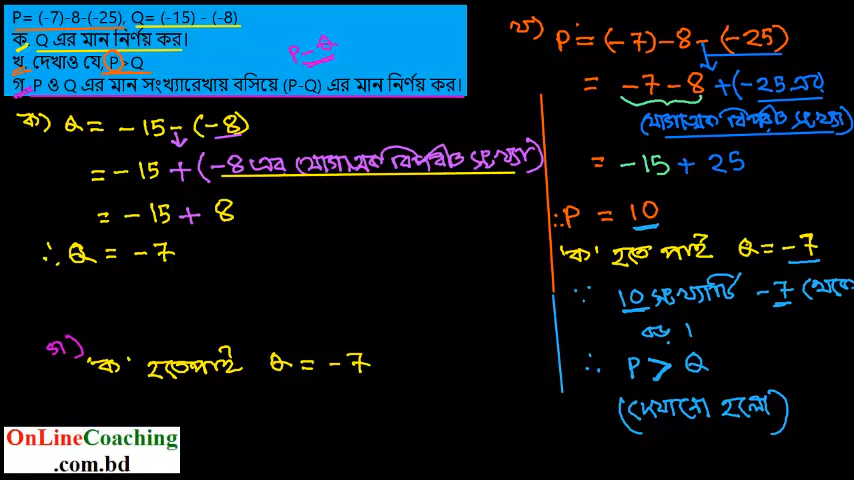 P= (-7)-8-(-25), Q= (-15) - (-8)
ক. Q এর মান নির্ণয় কর।
খ. দেখাও যে, P>Q
গ. P ও Q এর মান সংখ্যারেখায় বসিয়ে (P-Q) এর মান নির্ণয় কর।
P-Q
ক) Q = -15 - (-8)
= -15 + (-8 এর যোগাত্মক বিপরীত সংখ্যা)
= -15 + 8
∴ Q = -7
গ)
'ক' হতে পাই Q = -7
খ) P = (-7)-8-(-25)
= -7-8+(-25 এর
যোগাত্মক বিপরীত সংখ্যা)
= -15 + 25
∴ P = 10
'ক' হতে পাই Q = -7
∵ 10 সংখ্যাটি -7 থেকে
বড়।
∴ P > Q
(দেখানো হলো)
OnLineCoaching
.com.bd